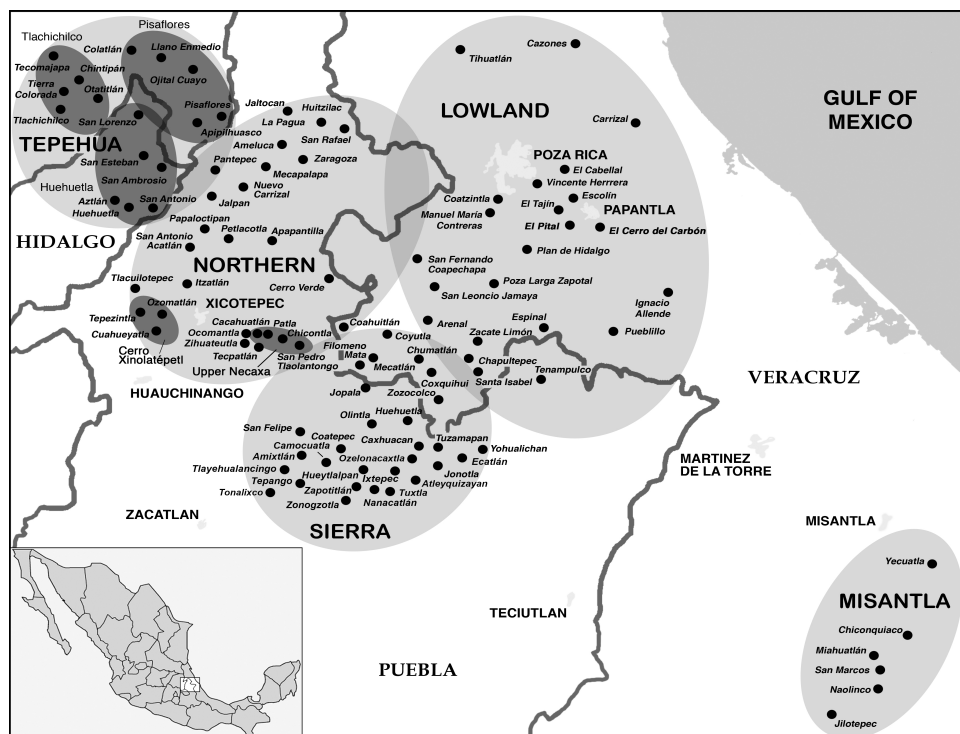 Pisaflores
Tlachichilco
Colatlán
Llano Enmedio
Tecomajapa
Chintipán
Ojital Cuayo
Tierra
Colorada
Otatitlán
Tlachichilco
San Lorenzo
Pisaflores
Apipilhuasco
TEPEHUA
San Esteban
San Ambrosio
Huehuetla
Aztlán
San Antonio
Huehuetla
HIDALGO
Jaltocan
Huitzilac
La Pagua
San Rafael
Ameluca
Zaragoza
Pantepec
Mecapalapa
Nuevo
Carrizal
Jalpan
Papaloctipan
San Antonio
Acatlán
Petlacotla
Apapantilla
NORTHERN
Tlacuilotepec
Itzatlán
Cerro Verde
XICOTEPEC
Ozomatlán
Tepezintla
Cuahueyatla
Cerro
Xinolatépetl
Cacahuatlán
Patla
Ocomantla
Chicontla
Zihuateutla
Tecpatlán
San Pedro
Tlaolantongo
Upper Necaxa
HUAUCHINANGO
Cazones
Tihuatlán
LOWLAND
Carrizal
GULF OF
MEXICO
POZA RICA
El Cabellal
Vincente Herrrera
Coatzintla
Escolín
El Tajín
PAPANTLA
Manuel María
Contreras
El Pital
El Cerro del Carbón
Plan de Hidalgo
San Fernando
Coapechapa
Poza Larga Zapotal
San Leoncio Jamaya
Ignacio
Allende
Espinal
Pueblillo
Arenal
Zacate Limón
Coahuitlán
Coyutla
Filomeno
Mata
Chumatlán
Mecatlán
Chapultepec
Coxquihui
Santa Isabel
Tenampulco
Jopala
Zozocolco
VERACRUZ
Olintla
Huehuetla
San Felipe
Coatepec
Caxhuacan
Tuzamapan
Camocuatla
Yohualichan
Amixtlán
Ozelonacaxtla
Ecatlán
Tlayehualancingo
Hueytlalpan
Jonotla
Tepango
Ixtepec
Atleyquizayan
Tonalixco
Zapotitlán
Tuxtla
Zonogzotla
Nanacatlán
SIERRA
ZACATLAN
MARTINEZ
DE LA TORRE
MISANTLA
Yecuatla
MISANTLA
TECIUTLAN
Chiconquiaco
Miahuatlán
San Marcos
PUEBLA
Naolinco
Jilotepec